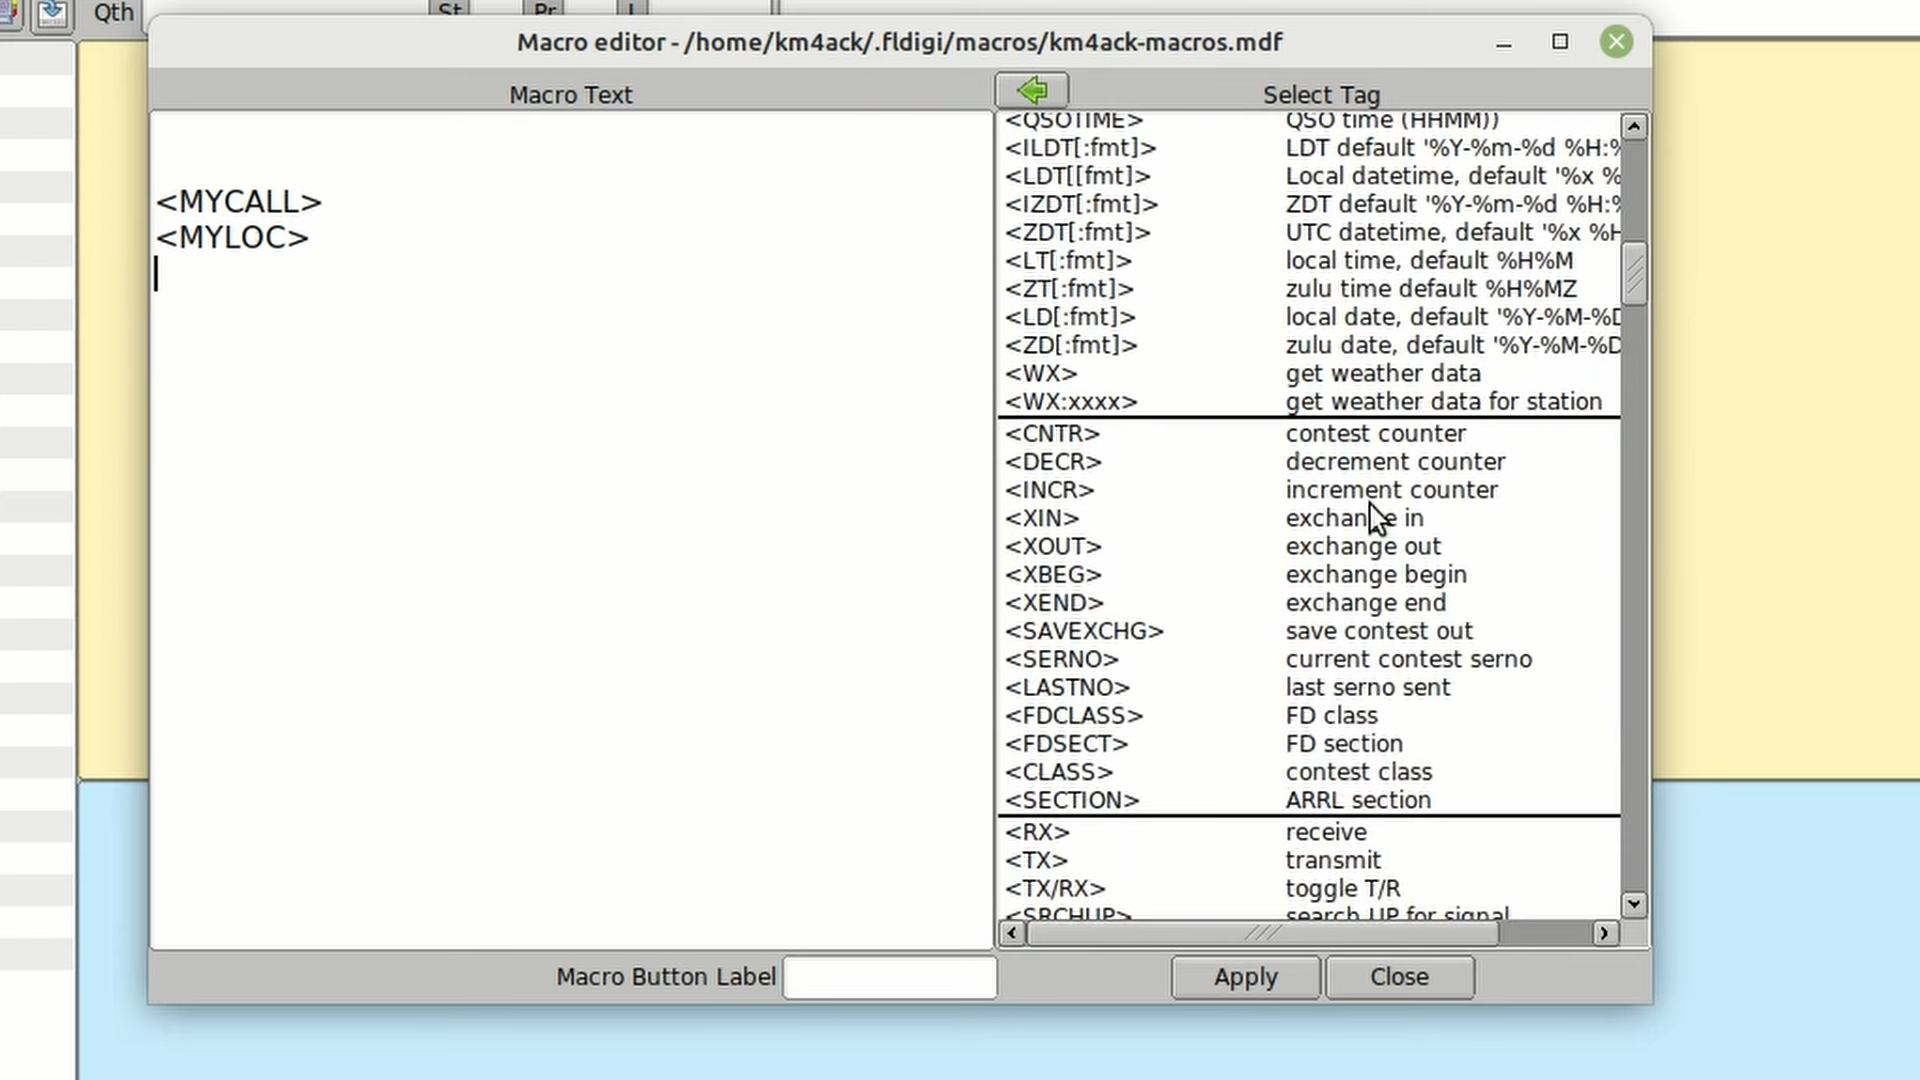 Qth
St
Pr
L
Macro editor - /home/km4ack/.fldigi/macros/km4ack-macros.mdf
Macro Text
Select Tag
<MYCALL>
<MYLOC>
<QSOTIME> QSO time (HHMM))
<ILDT[:fmt]> LDT default '%Y-%m-%d %H:%
<LDT[[fmt]> Local datetime, default '%x %
<IZDT[:fmt]> ZDT default '%Y-%m-%d %H:%
<ZDT[:fmt]> UTC datetime, default '%x %H
<LT[:fmt]> local time, default %H%M
<ZT[:fmt]> zulu time default %H%MZ
<LD[:fmt]> local date, default '%Y-%M-%D
<ZD[:fmt]> zulu date, default '%Y-%M-%D
<WX> get weather data
<WX:xxxx> get weather data for station
<CNTR> contest counter
<DECR> decrement counter
<INCR> increment counter
<XIN> exchange in
<XOUT> exchange out
<XBEG> exchange begin
<XEND> exchange end
<SAVEXCHG> save contest out
<SERNO> current contest serno
<LASTNO> last serno sent
<FDCLASS> FD class
<FDSECT> FD section
<CLASS> contest class
<SECTION> ARRL section
<RX> receive
<TX> transmit
<TX/RX> toggle T/R
<SRCHUP> search UP for signal
Macro Button Label
Apply
Close